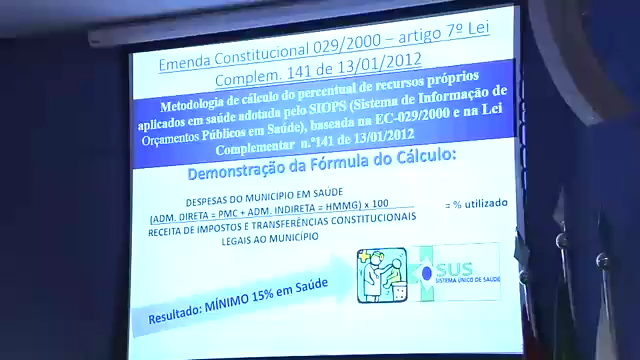 Emenda Constitucional 029/2000 – artigo 7º Lei
Complem. 141 de 13/01/2012
Metodologia de cálculo do percentual de recursos próprios
aplicados em saúde adotada pelo SIOPS (Sistema de Informação de
Orçamentos Públicos em Saúde), baseada na EC-029/2000 e na Lei
Complementar n.º141 de 13/01/2012
Demonstração da Fórmula do Cálculo:
DESPESAS DO MUNICIPIO EM SAÚDE
(ADM. DIRETA = PMC + ADM. INDIRETA = HMMG) x 100 = % utilizado
RECEITA DE IMPOSTOS E TRANSFERÊNCIAS CONSTITUCIONAIS
LEGAIS AO MUNICÍPIO
SUS
SISTEMA ÚNICO DE SAÚDE
Resultado: MÍNIMO 15% em Saúde